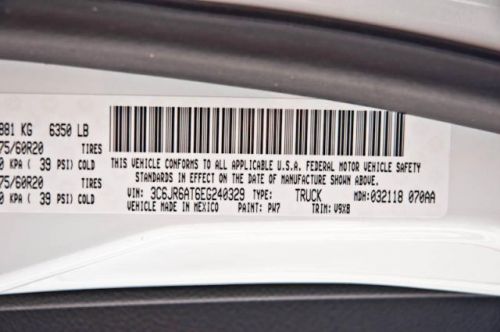 881 KG 6350 LB
75/60R20 TIRES
0 KPA ( 39 PSI) COLD
75/60R20 TIRES
0 KPA ( 39 PSI) COLD
THIS VEHICLE CONFORMS TO ALL APPLICABLE U.S.A. FEDERAL MOTOR VEHICLE SAFETY
STANDARDS IN EFFECT ON THE DATE OF MANUFACTURE SHOWN ABOVE
VIN: 3C6JR6AT6EG240329 TYPE: TRUCK MDH: 032118 070AA
VEHICLE MADE IN MEXICO PAINT: PW7 TRIM: V9X8